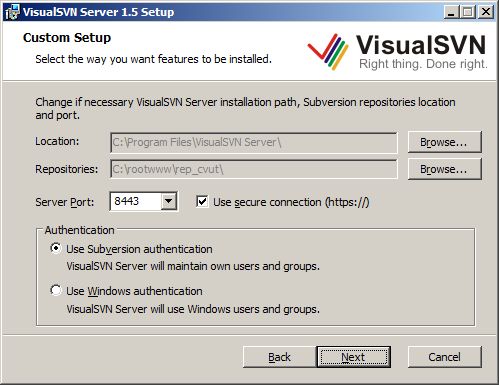 VisualSVN Server 1.5 Setup
Custom Setup
Select the way you want features to be installed.
VisualSVN
Right thing. Done right.
Change if necessary VisualSVN Server installation path, Subversion repositories location
and port.
Location: C:\Program Files\VisualSVN Server\ Browse...
Repositories: C:\rootwww\rep_cvut\ Browse...
Server Port: 8443 Use secure connection (https://)
Authentication
Use Subversion authentication
VisualSVN Server will maintain own users and groups.
Use Windows authentication
VisualSVN Server will use Windows users and groups.
Back Next Cancel